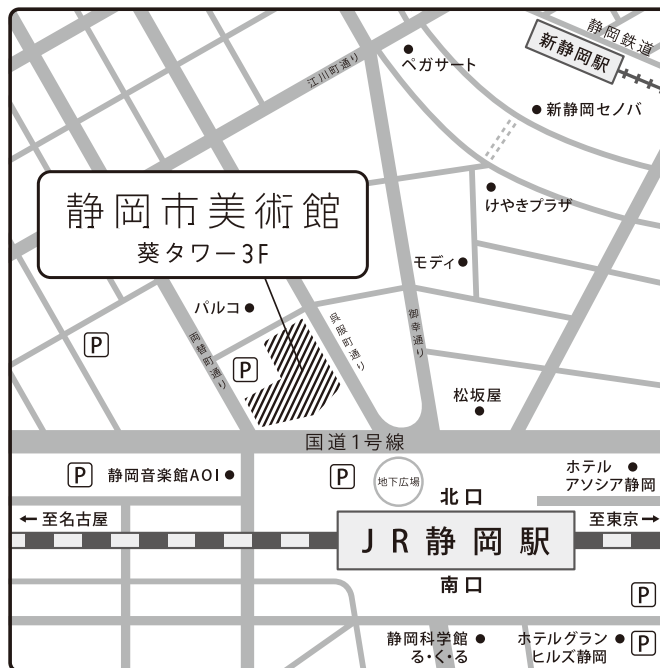 静岡鉄道
新静岡駅
ペガサート
江川町通り
新静岡セノバ
静岡市美術館
葵タワー3F
けやきプラザ
モディ
パルコ
呉服町通り
御幸通り
両替町通り
P
P
松坂屋
国道1号線
P
静岡音楽館AOI
P
地下広場
北口
ホテル
アソシア静岡
←至名古屋
JR静岡駅
至東京→
南口
P
静岡科学館
る・く・る
ホテルグラン
ヒルズ静岡
P